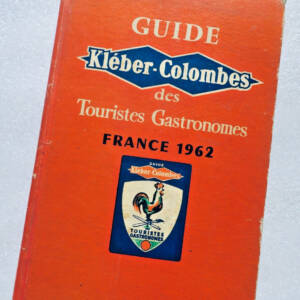 GUIDE
Kléber-Colombes
des
Touristes Gastronomes
FRANCE 1962
GUIDE
Kléber-Colombes
TOURISTES
GASTRONOMES